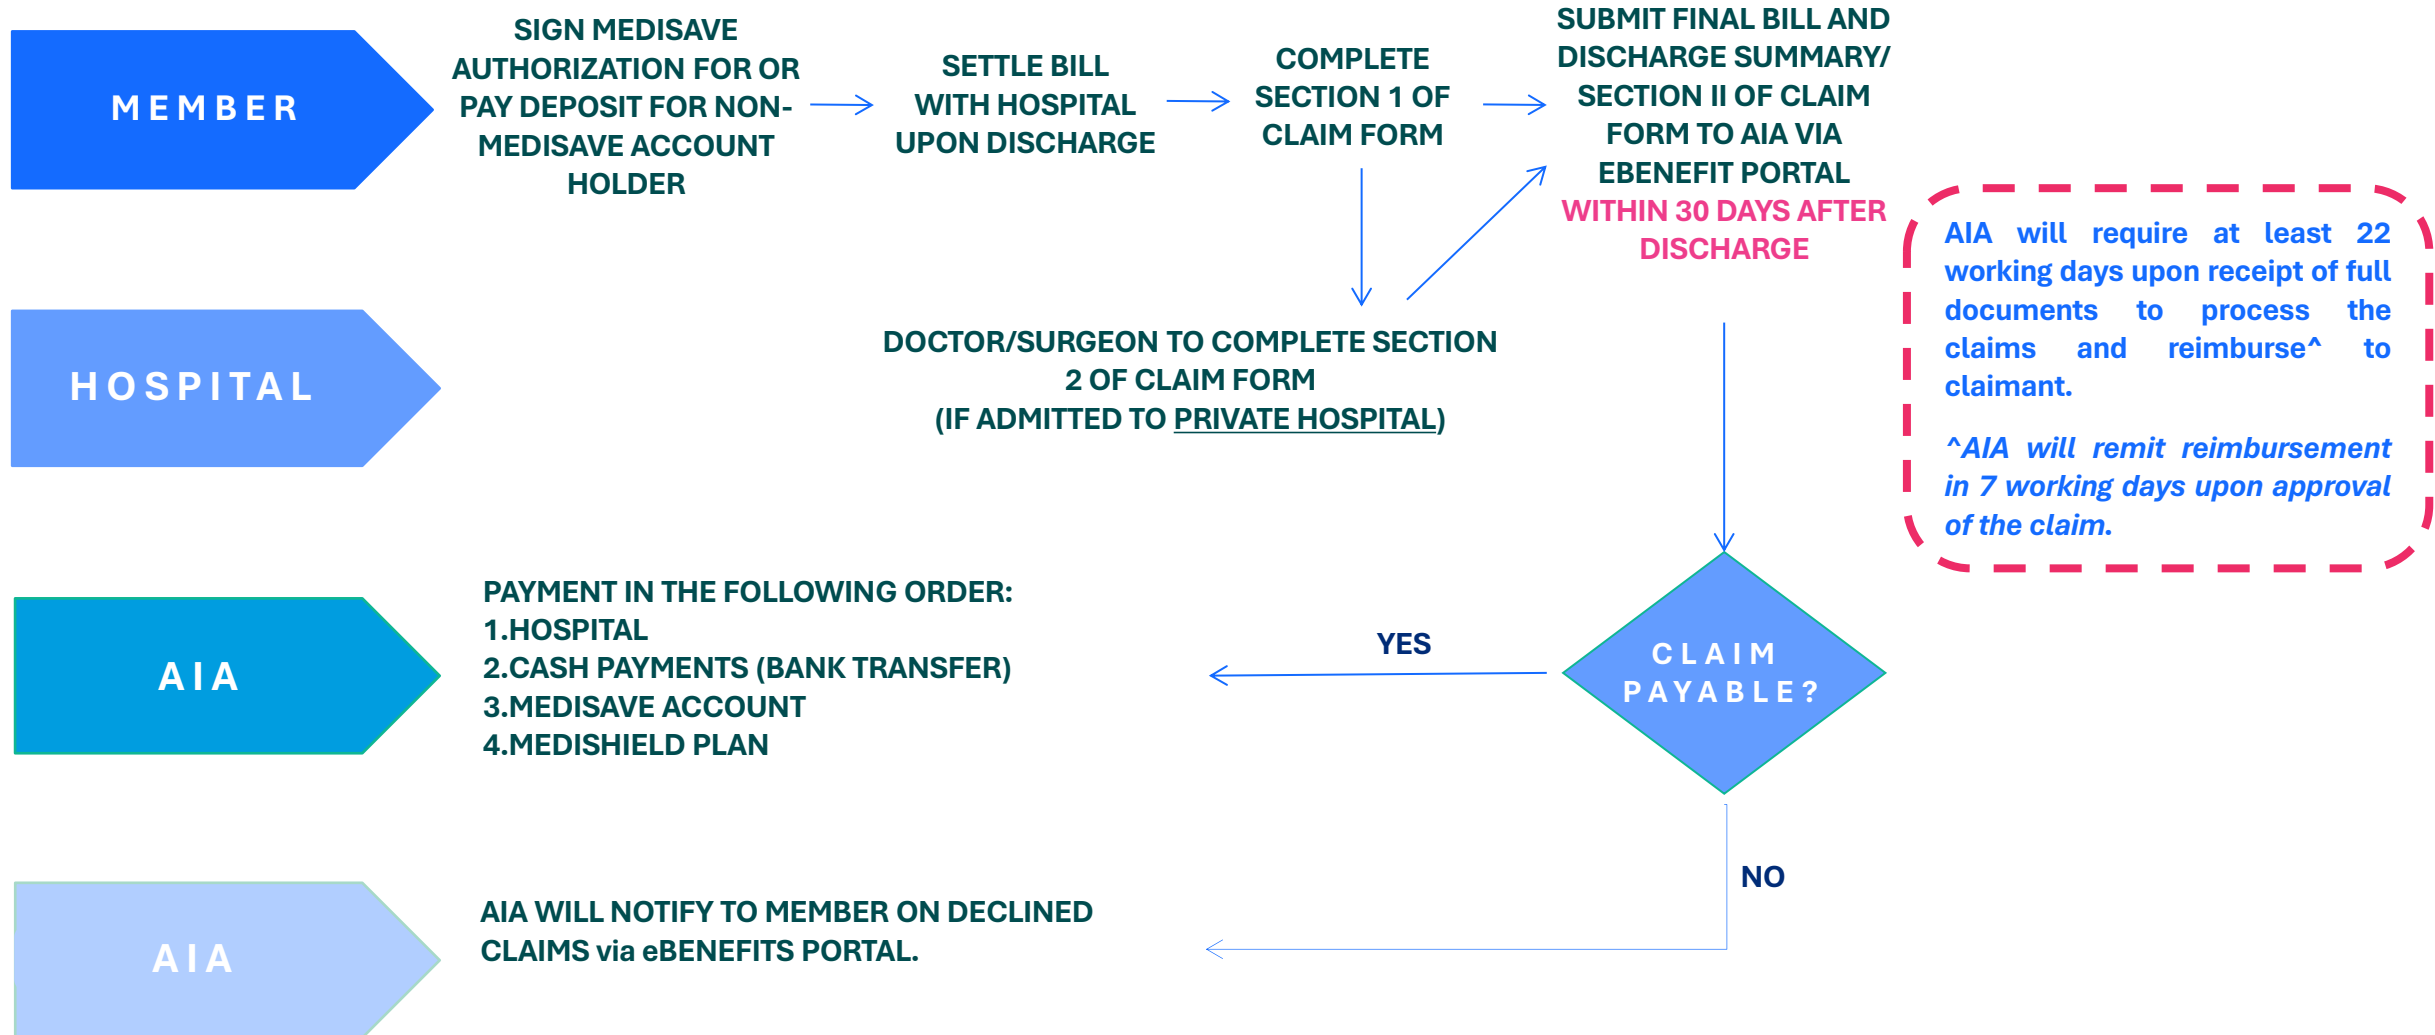 MEMBER
SIGN MEDISAVE
AUTHORIZATION FOR OR
PAY DEPOSIT FOR NON-
MEDISAVE ACCOUNT
HOLDER
SETTLE BILL
WITH HOSPITAL
UPON DISCHARGE
COMPLETE
SECTION 1 OF
CLAIM FORM
SUBMIT FINAL BILL AND
DISCHARGE SUMMARY/
SECTION II OF CLAIM
FORM TO AIA VIA
EBENEFIT PORTAL
WITHIN 30 DAYS AFTER
DISCHARGE
AIA will require at least 22
working days upon receipt of full
documents to process the
claims and reimburse^ to
claimant.
^AIA will remit reimbursement
in 7 working days upon approval
of the claim.
HOSPITAL
DOCTOR/SURGEON TO COMPLETE SECTION
2 OF CLAIM FORM
(IF ADMITTED TO PRIVATE HOSPITAL)
AIA
PAYMENT IN THE FOLLOWING ORDER:
1.HOSPITAL
2.CASH PAYMENTS (BANK TRANSFER)
3.MEDISAVE ACCOUNT
4.MEDISHIELD PLAN
YES
CLAIM
PAYABLE?
NO
AIA
AIA WILL NOTIFY TO MEMBER ON DECLINED
CLAIMS via eBENEFITS PORTAL.